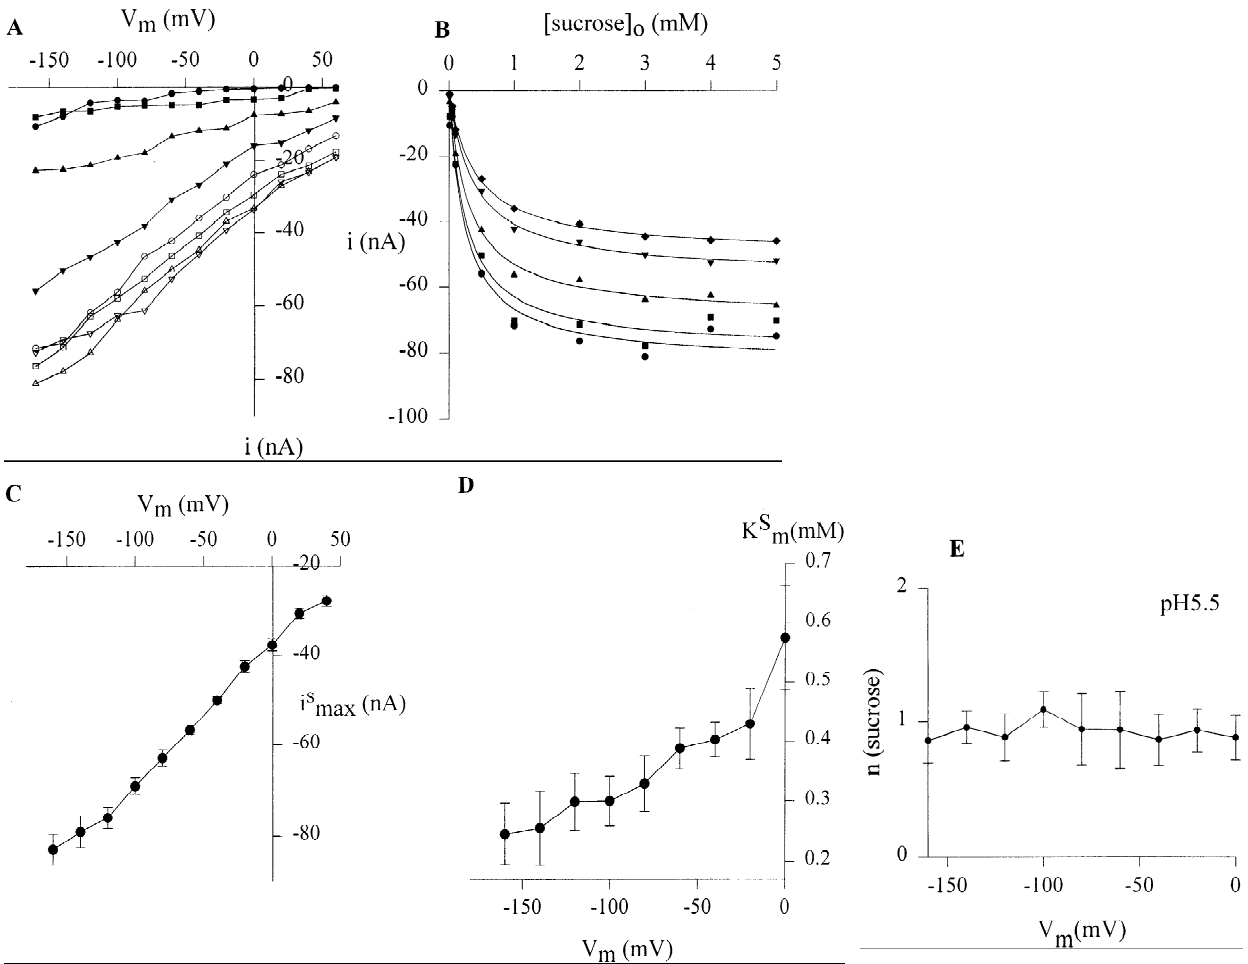 A
Vm (mV)
-150 -100 -50 0 50
0
-20
-40
-60
-80
i (nA)
B
[sucrose]o (mM)
0 1 2 3 4 5
0
-20
-40
i (nA)
-60
-80
-100
C
Vm (mV)
-150 -100 -50 0 50
-20
-40
iSmax (nA)
-60
-80
D
KSm(mM)
0.7
0.6
0.5
0.4
0.3
0.2
-150 -100 -50 0
Vm (mV)
E
2
pH5.5
1
n (sucrose)
0
-150 -100 -50 0
Vm(mV)